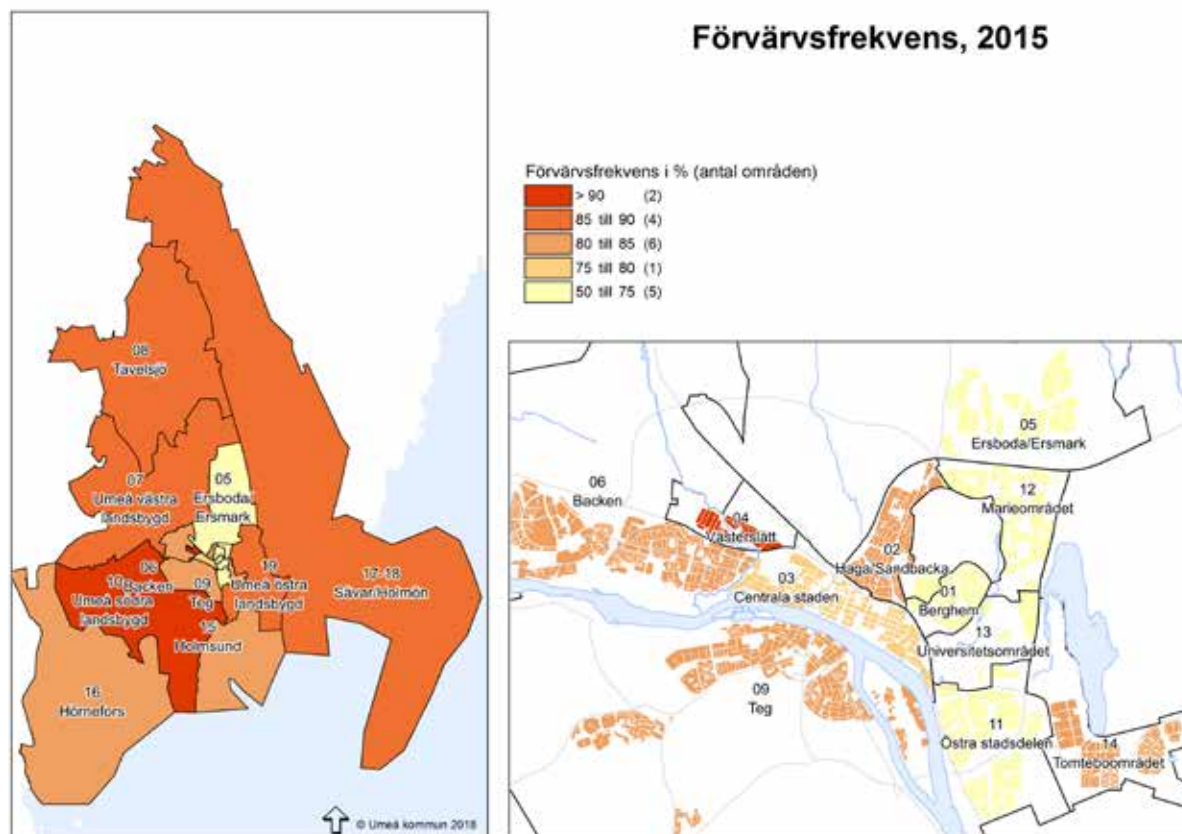 Förvärvsfrekvens, 2015
Förvärvsfrekvens i % (antal områden)
> 90 (2)
85 till 90 (4)
80 till 85 (6)
75 till 80 (1)
50 till 75 (5)
08
Tavelsjö
07
Umeå västra
landsbygd
05
Ersboda/
Ersmark
06
Backen
10
Umeå södra
landsbygd
09
Teg
19
Umeå östra
landsbygd
17-18
Sävar/Holmön
15
Holmsund
16
Hörnefors
© Umeå kommun 2018
05
Ersboda/Ersmark
06
Backen
12
Marieområdet
04
Västerslätt
02
Haga/Sandbacka
03
Centrala staden
01
Berghem
13
Universitetsområdet
09
Teg
11
Östra stadsdelen
14
Tomteboområdet